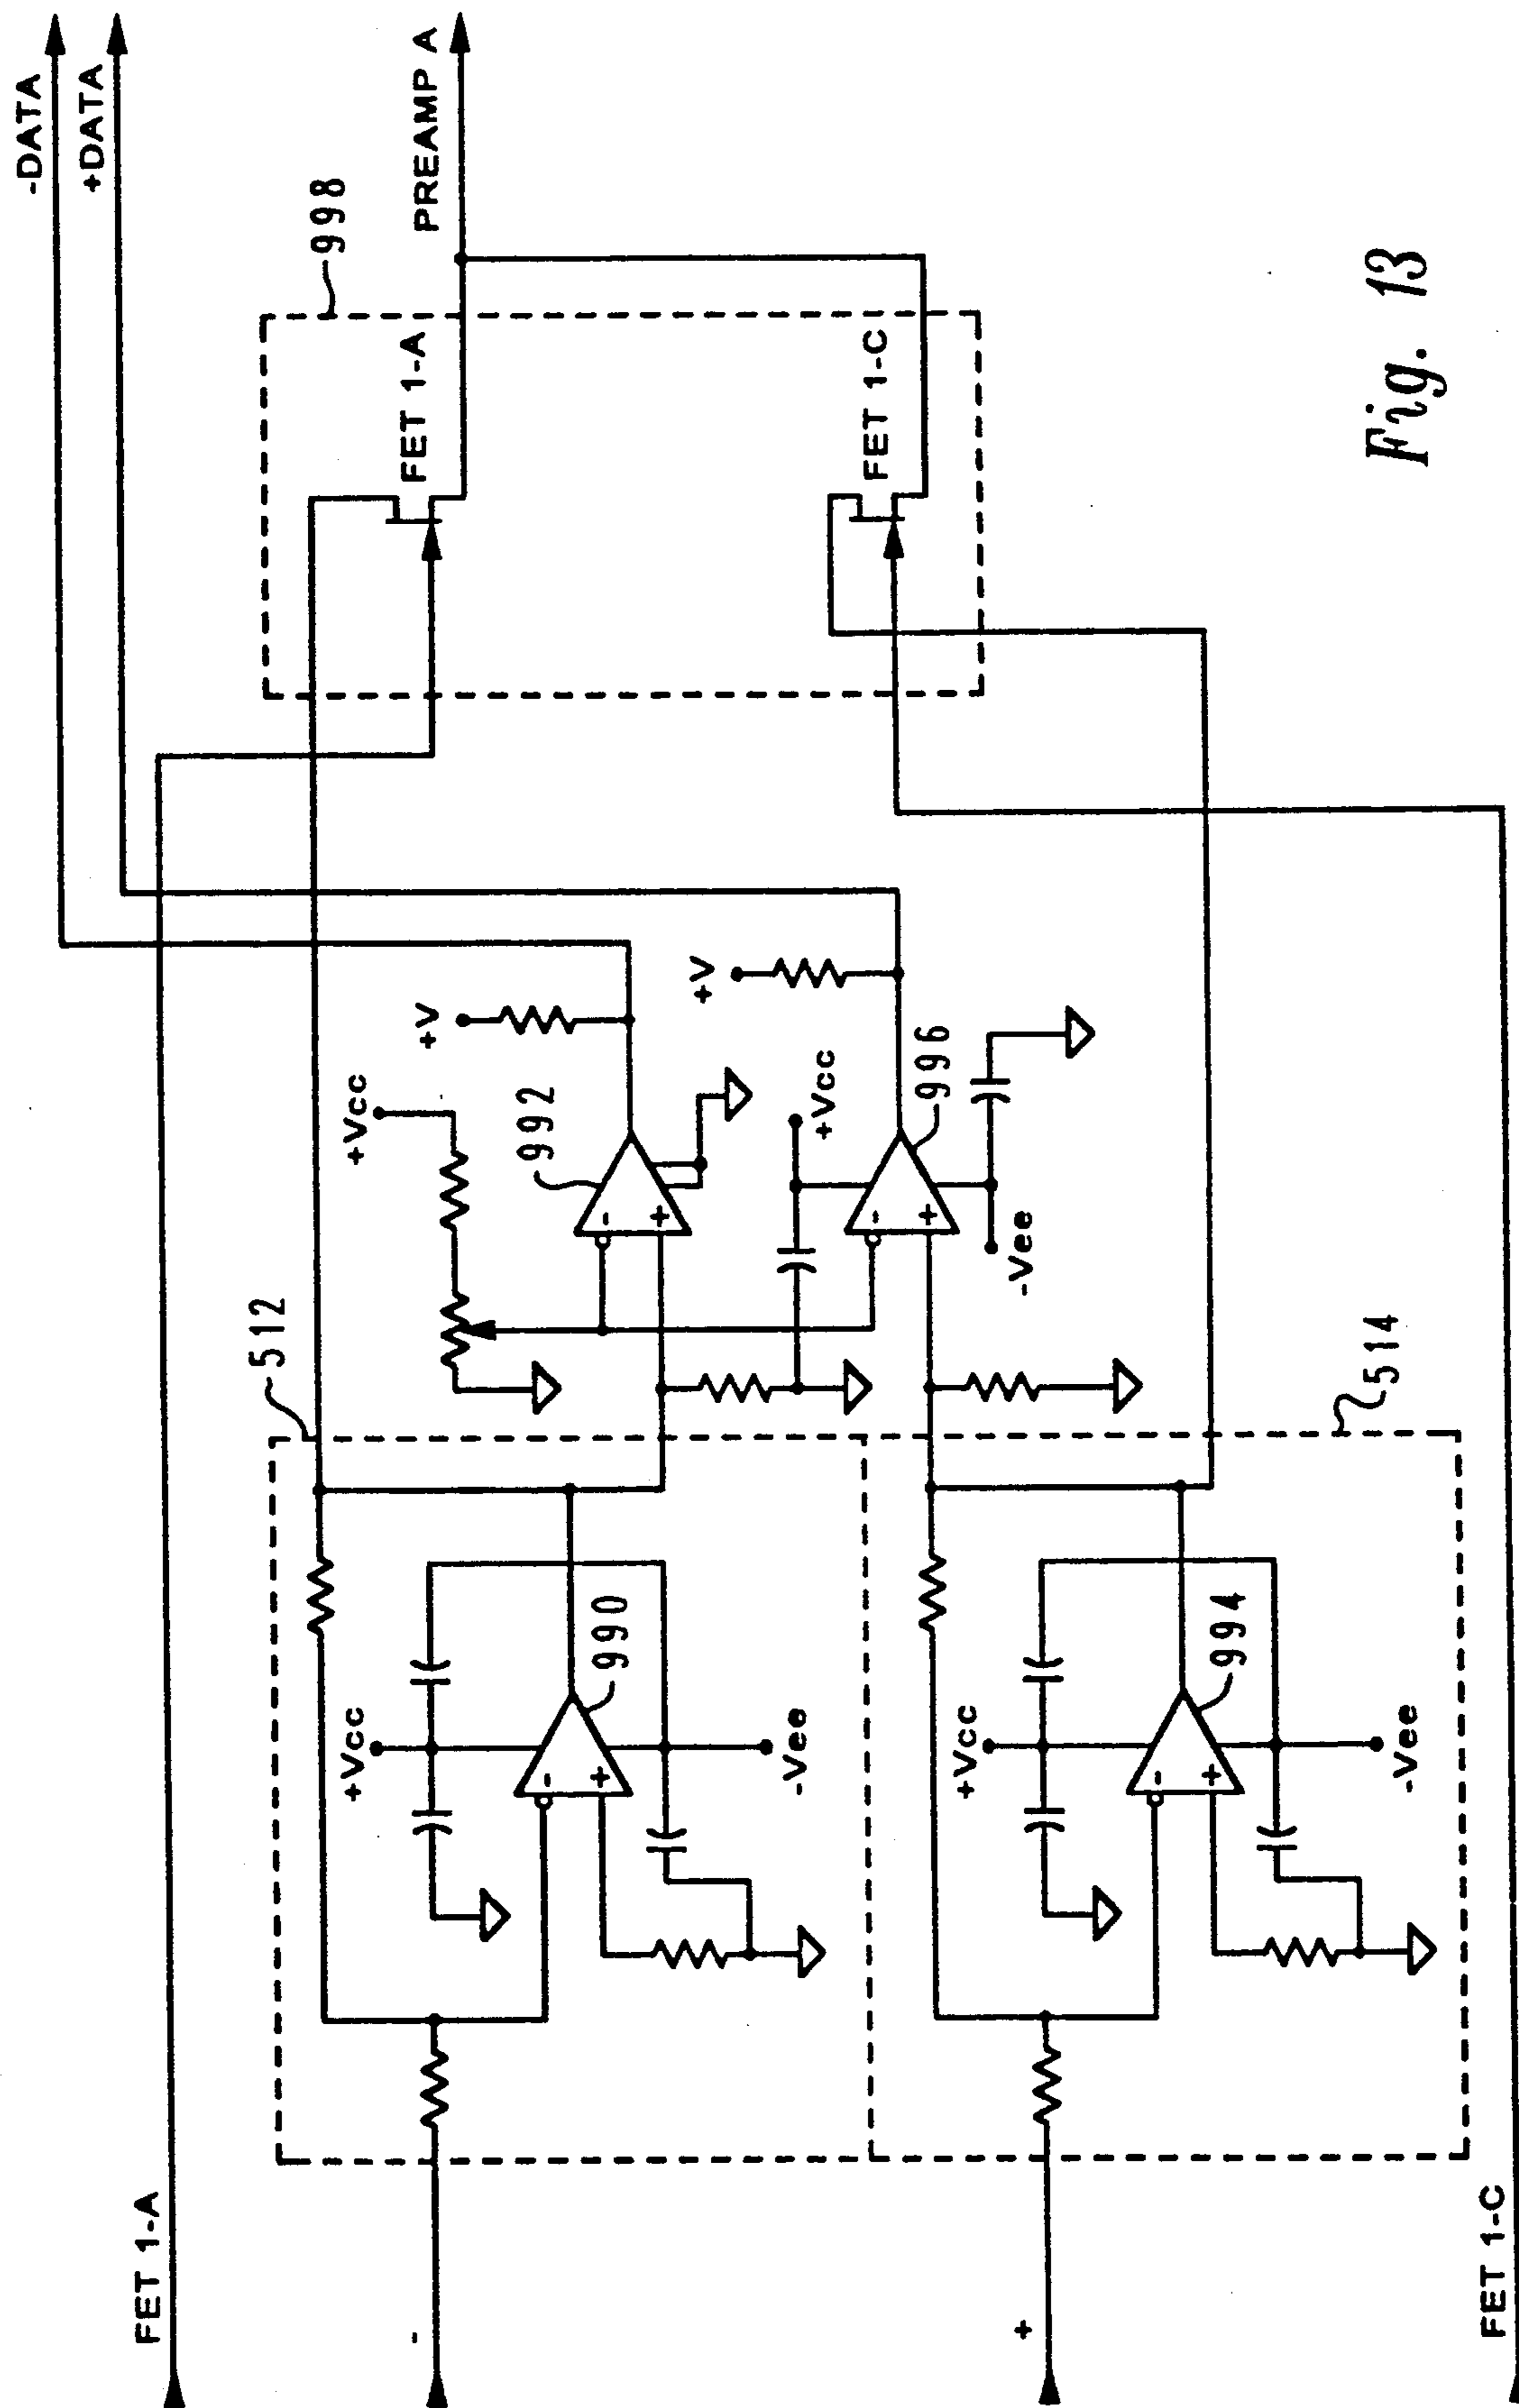 -DATA
+DATA
PREAMP A
998
FET 1-A
FET 1-C
+V
+V
+Vcc
992
+Vcc
996
-
+
-
+
-Vee
512
514
990
+Vcc
-
+
-Vee
994
+Vcc
-
+
-Vee
FET 1-A
-
+
FET 1-C
Fig. 13